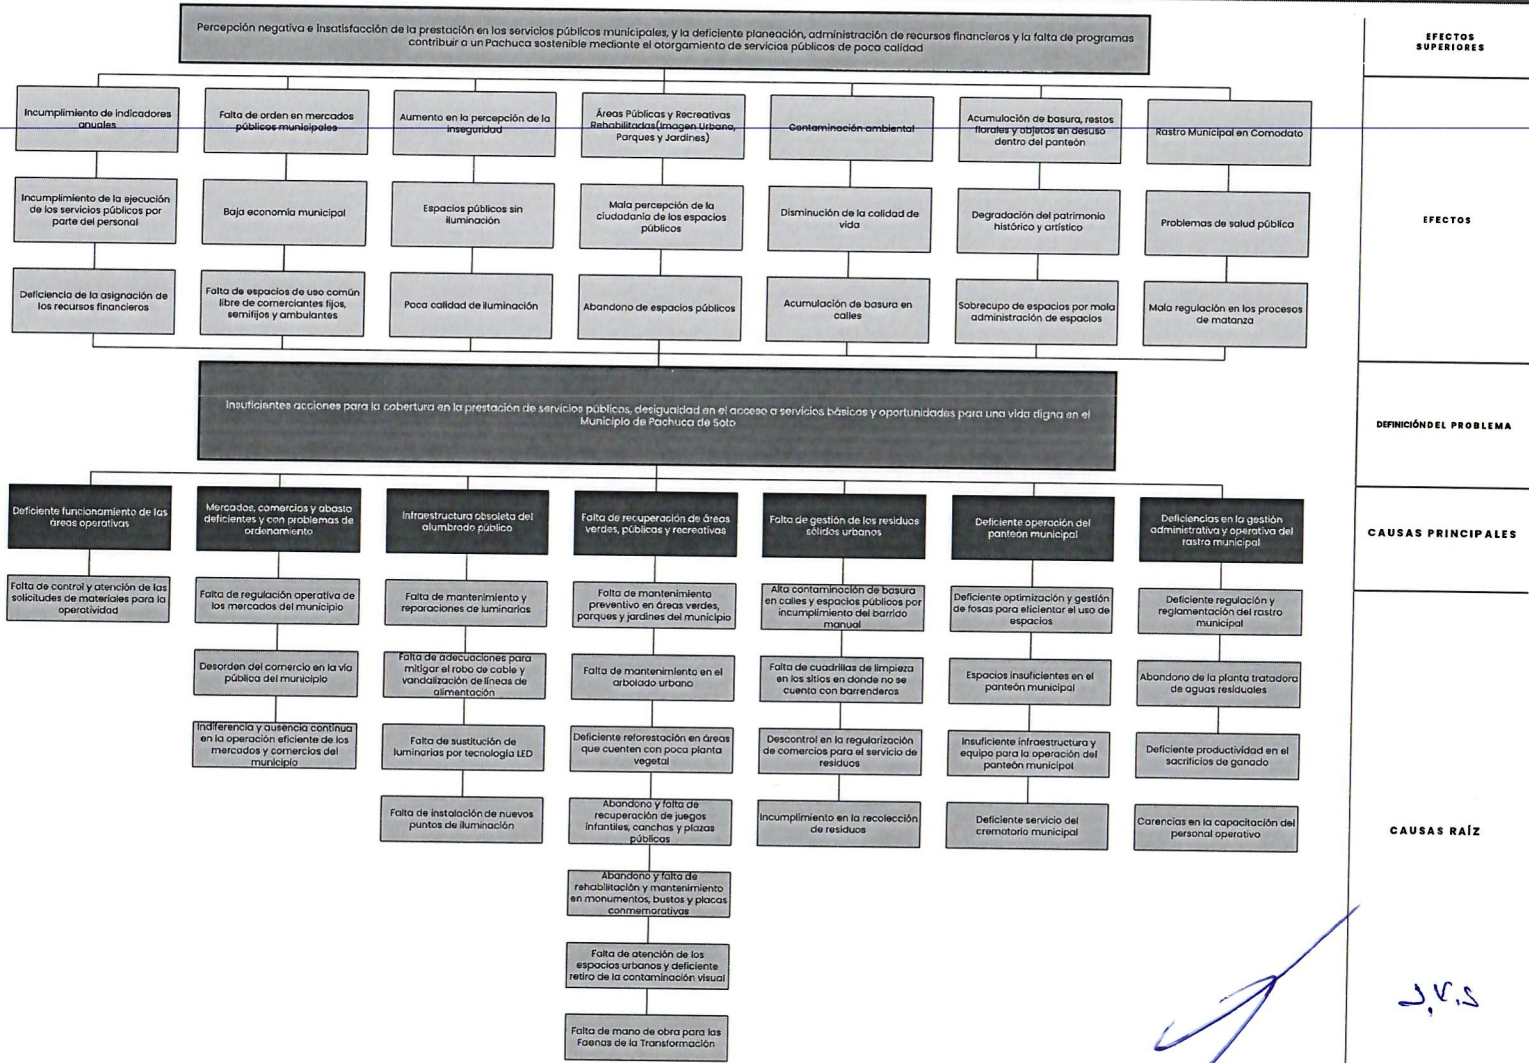 Percepción negativa e insatisfacción de la prestación en los servicios públicos municipales, y la deficiente planeación, administración de recursos financieros y la falta de programas
contribuir a un Pachuca sostenible mediante el otorgamiento de servicios públicos de poca calidad
EFECTOS
SUPERIORES
Incumplimiento de indicadores
anuales
Falta de orden en mercados
públicos municipales
Aumento en la percepción de la
inseguridad
Áreas Públicas y Recreativas
Rehabilitadas(Imagen Urbana,
Parques y Jardines)
Contaminación ambiental
Acumulación de basura, restos
florales y objetos en desuso
dentro del panteón
Rastro Municipal en Comodato
Incumplimiento de la ejecución
de los servicios públicos por
parte del personal
Baja economía municipal
Espacios públicos sin
iluminación
Mala percepción de la
ciudadanía de los espacios
públicos
Disminución de la calidad de
vida
Degradación del patrimonio
histórico y artístico
Problemas de salud pública
EFECTOS
Deficiencia de la asignación de
los recursos financieros
Falta de espacios de uso común
libre de comerciantes fijos,
semifijos y ambulantes
Poca calidad de iluminación
Abandono de espacios públicos
Acumulación de basura en
calles
Sobrecupo de espacios por mala
administración de espacios
Mala regulación en los procesos
de matanza
Insuficientes acciones para la cobertura en la prestación de servicios públicos, desigualdad en el acceso a servicios básicos y oportunidades para una vida digna en el
Municipio de Pachuca de Soto
DEFINICIÓN DEL PROBLEMA
Deficiente funcionamiento de las
áreas operativas
Mercados, comercios y abasto
deficientes y con problemas de
ordenamiento
Infraestructura obsoleta del
alumbrado público
Falta de recuperación de áreas
verdes, públicas y recreativas
Falta de gestión de los residuos
sólidos urbanos
Deficiente operación del
panteón municipal
Deficiencias en la gestión
administrativa y operativa del
rastro municipal
CAUSAS PRINCIPALES
Falta de control y atención de las
solicitudes de materiales para la
operatividad
Falta de regulación operativa de
los mercados del municipio
Falta de mantenimiento y
reparaciones de luminarias
Falta de mantenimiento
preventivo en áreas verdes,
parques y jardines del municipio
Alta contaminación de basura
en calles y espacios públicos por
incumplimiento del barrido
manual
Deficiente optimización y gestión
de fosas para eficientar el uso de
espacios
Deficiente regulación y
reglamentación del rastro
municipal
Desorden del comercio en la vía
pública del municipio
Falta de adecuaciones para
mitigar el robo de cable y
vandalización de líneas de
alimentación
Falta de mantenimiento en el
arbolado urbano
Falta de cuadrillas de limpieza
en los sitios en donde no se
cuenta con barrenderos
Espacios insuficientes en el
panteón municipal
Abandono de la planta tratadora
de aguas residuales
Indiferencia y ausencia continua
en la operación eficiente de los
mercados y comercios del
municipio
Falta de sustitución de
luminarias por tecnología LED
Deficiente reforestación en áreas
que cuenten con poca planta
vegetal
Descontrol en la regularización
de comercios para el servicio de
residuos
Insuficiente infraestructura y
equipo para la operación del
panteón municipal
Deficiente productividad en el
sacrificios de ganado
Falta de instalación de nuevos
puntos de iluminación
Abandono y falta de
recuperación de juegos
infantiles, canchas y plazas
públicas
Incumplimiento en la recolección
de residuos
Deficiente servicio del
crematorio municipal
Carencias en la capacitación del
personal operativo
CAUSAS RAÍZ
Abandono y falta de
rehabilitación y mantenimiento
en monumentos, bustos y placas
conmemorativas
Falta de atención de los
espacios urbanos y deficiente
retiro de la contaminación visual
Falta de mano de obra para las
Faenas de la Transformación
J.V.S